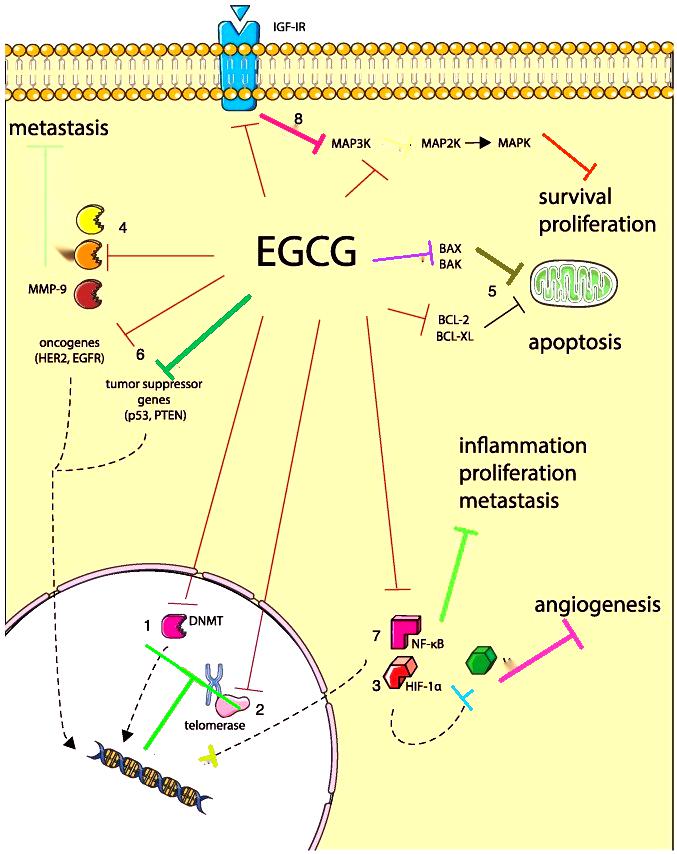 IGF-IR
metastasis
8
MAP3K
MAP2K
MAPK
survival
proliferation
4
EGCG
BAX
BAK
MMP-9
5
BCL-2
BCL-XL
apoptosis
oncogenes
(HER2, EGFR)
6
tumor suppressor
genes
(p53, PTEN)
inflammation
proliferation
metastasis
angiogenesis
1
DNMT
7
NF-κB
3
HIF-1α
2
telomerase